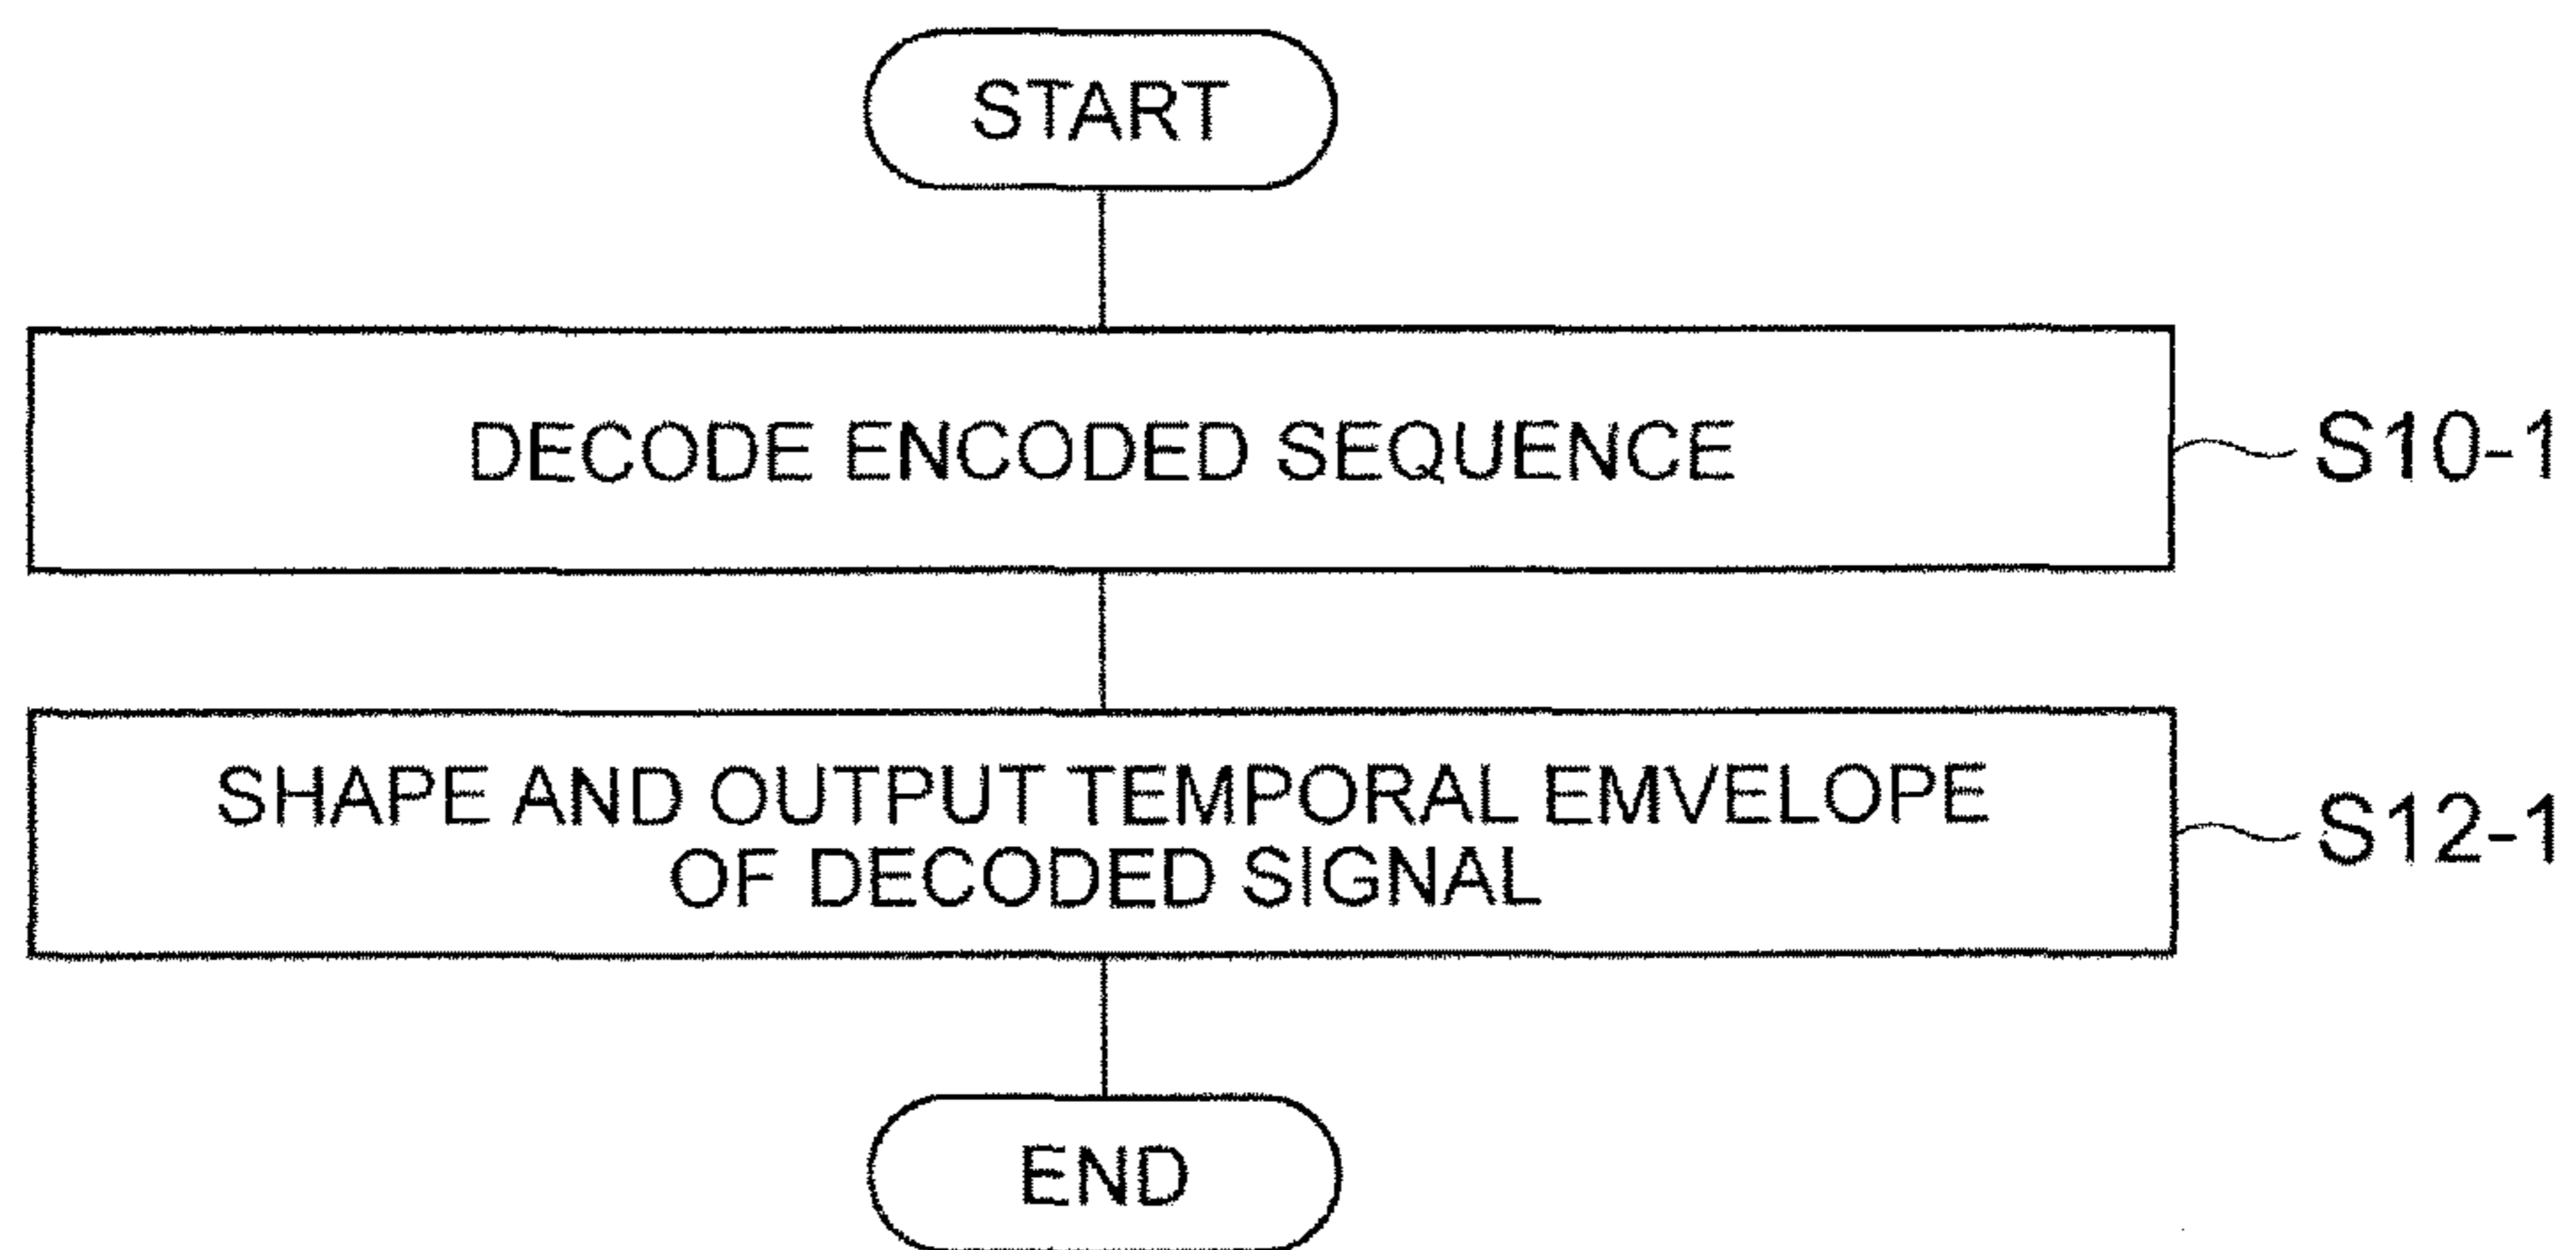 START
DECODE ENCODED SEQUENCE
S10-1
SHAPE AND OUTPUT TEMPORAL EMVELOPE
OF DECODED SIGNAL
S12-1
END